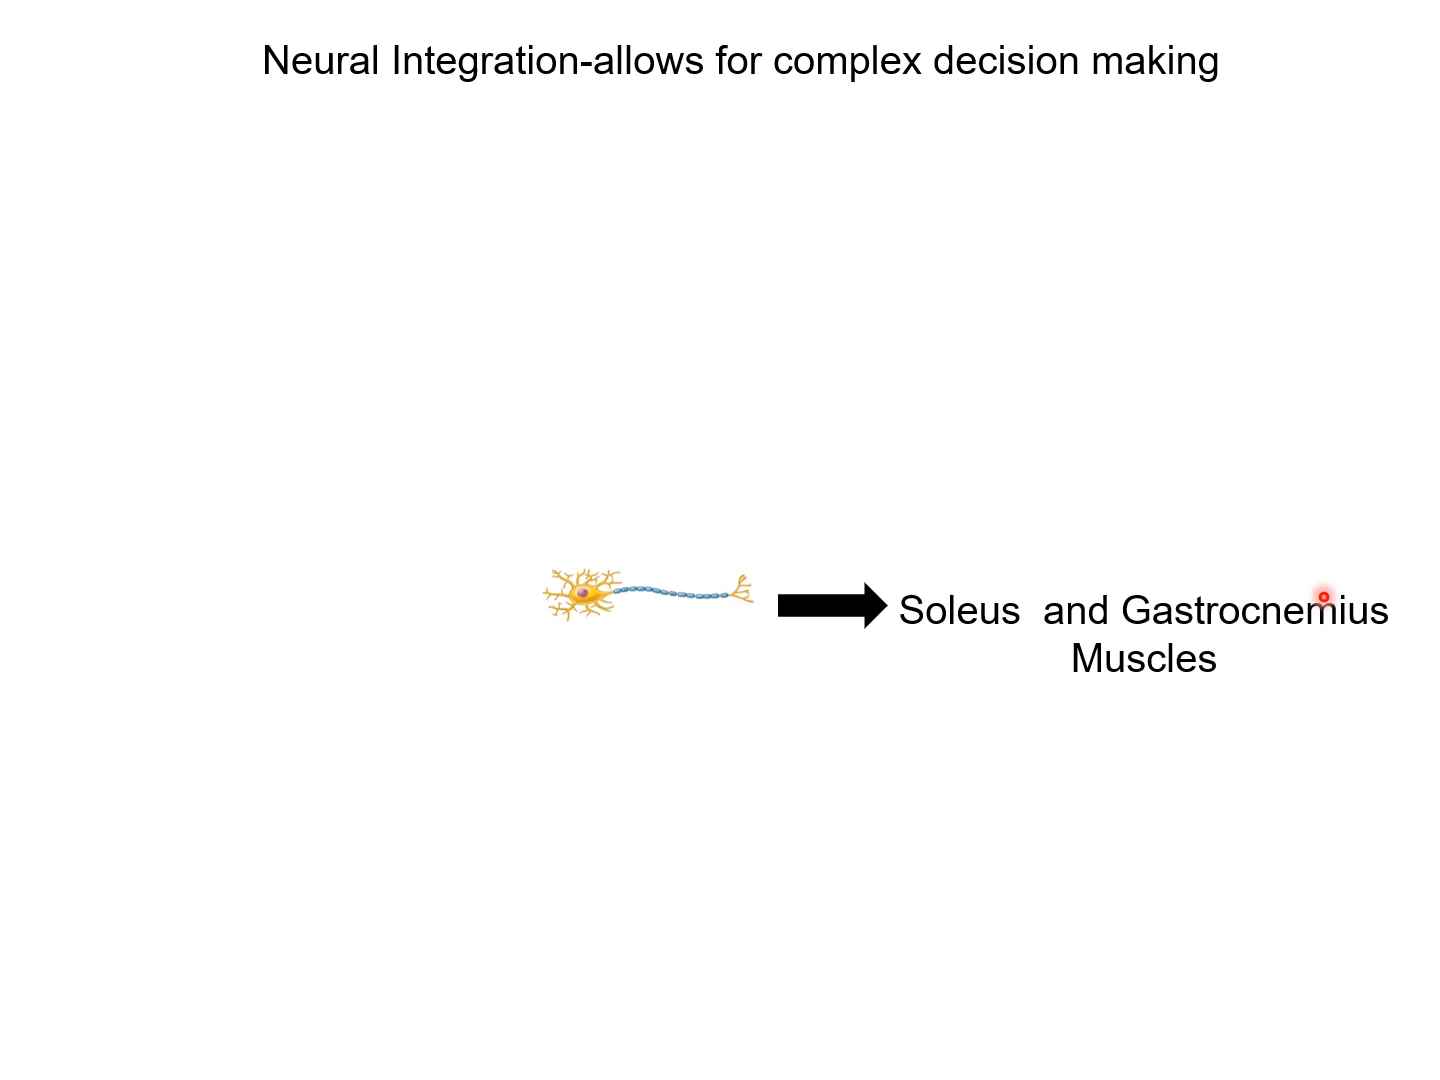 Neural Integration-allows for complex decision making
Soleus  and Gastrocnemius
Muscles